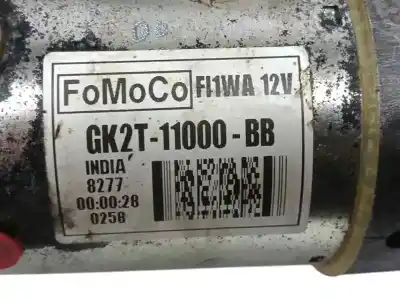 FoMoCo FI1WA 12V
GK2T-11000-BB
INDIA
8277
00:00:28
0258